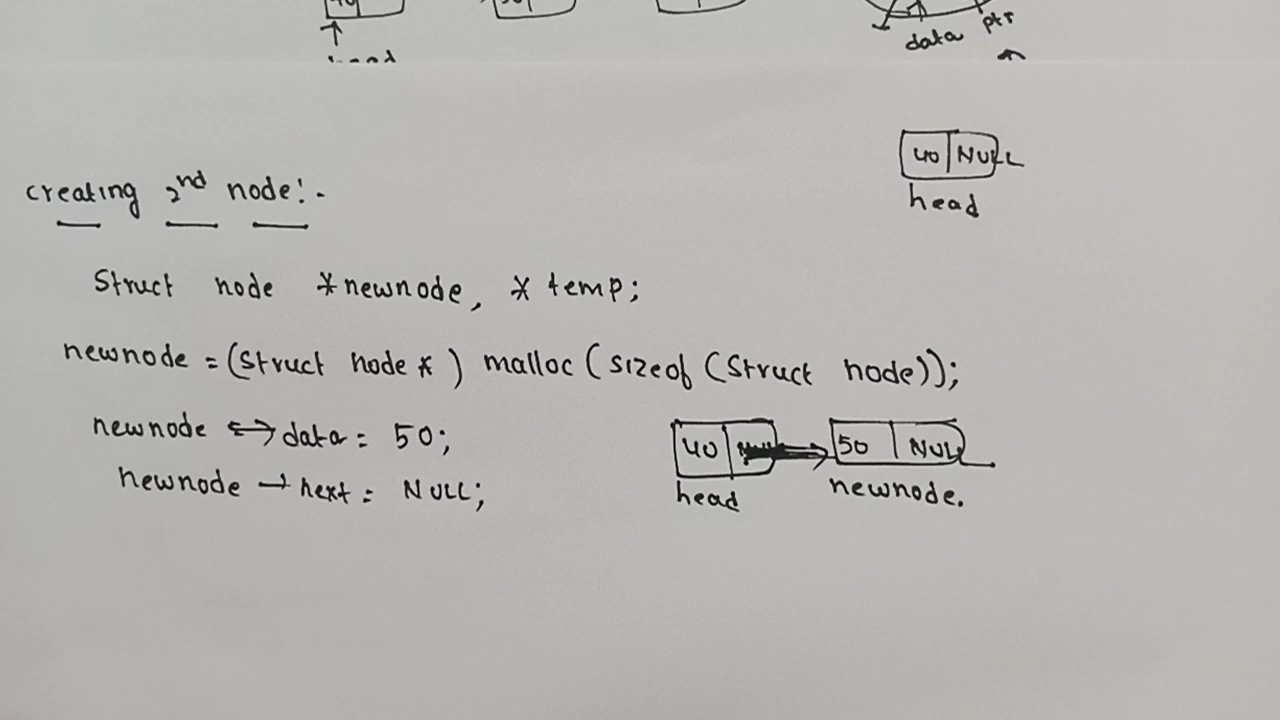 40
data ptr
40 NULL
head
creating 2nd node:-
Struct node *newnode, * temp;
newnode = (Struct node *) malloc (sizeof (Struct node));
newnode ↔ data = 50;
40 50 NULL
newnode → next = NULL;
head newnode.